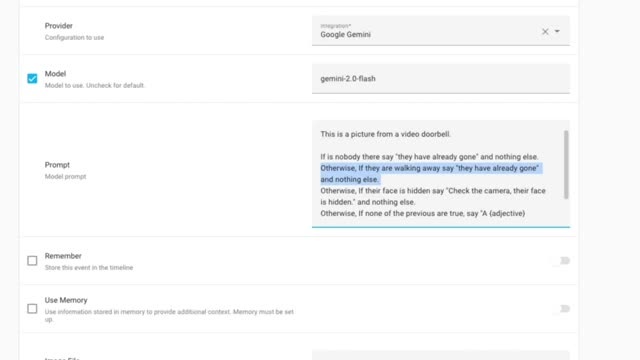 Provider
Configuration to use
Integration*
Google Gemini
Model
Model to use. Uncheck for default.
gemini-2.0-flash
Prompt
Model prompt
This is a picture from a video doorbell.
If is nobody there say "they have already gone" and nothing else.
Otherwise, If they are walking away say "they have already gone"
and nothing else.
Otherwise, If their face is hidden say "Check the camera, their face
is hidden." and nothing else.
Otherwise, If none of the previous are true, say "A {adjective}
Remember
Store this event in the timeline
Use Memory
Use information stored in memory to provide additional context. Memory must be set
up.
Image File